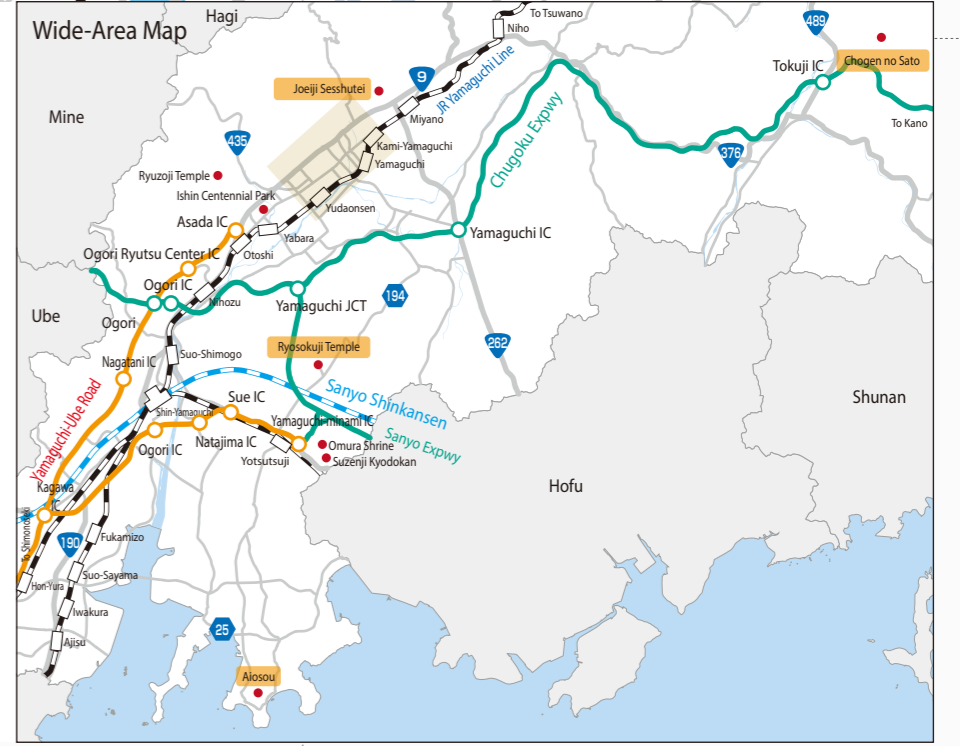 Wide-Area Map
Hagi
To Tsuwano
Niho
489
Chogen no Sato
Tokuji IC
To Kano
Joeiji Sesshutei
9
JR Yamaguchi Line
Mine
Miyano
Chugoku Expwy
435
Kami-Yamaguchi
Yamaguchi
376
Ryuzoji Temple
Ishin Centennial Park
Yudaonsen
Asada IC
Yabara
Yamaguchi IC
Otoshi
Ogori Ryutsu Center IC
Ogori IC
Nihozu
Yamaguchi JCT
194
Ube
Ogori
262
Ryosokuji Temple
Suo-Shimogo
Nagatani IC
Sanyo Shinkansen
Shunan
Yamaguchi-Ube Road
Sue IC
Shin-Yamaguchi
Yamaguchi-minami IC
Sanyo Expwy
Ogori IC
Natajima IC
Omura Shrine
Yotsutsuji
Suzenji Kyodokan
Kagawa
IC
Hofu
To Shimonoseki
190
Fukamizo
Hon-Yura
Suo-Sayama
Iwakura
25
Ajisu
Aiosou